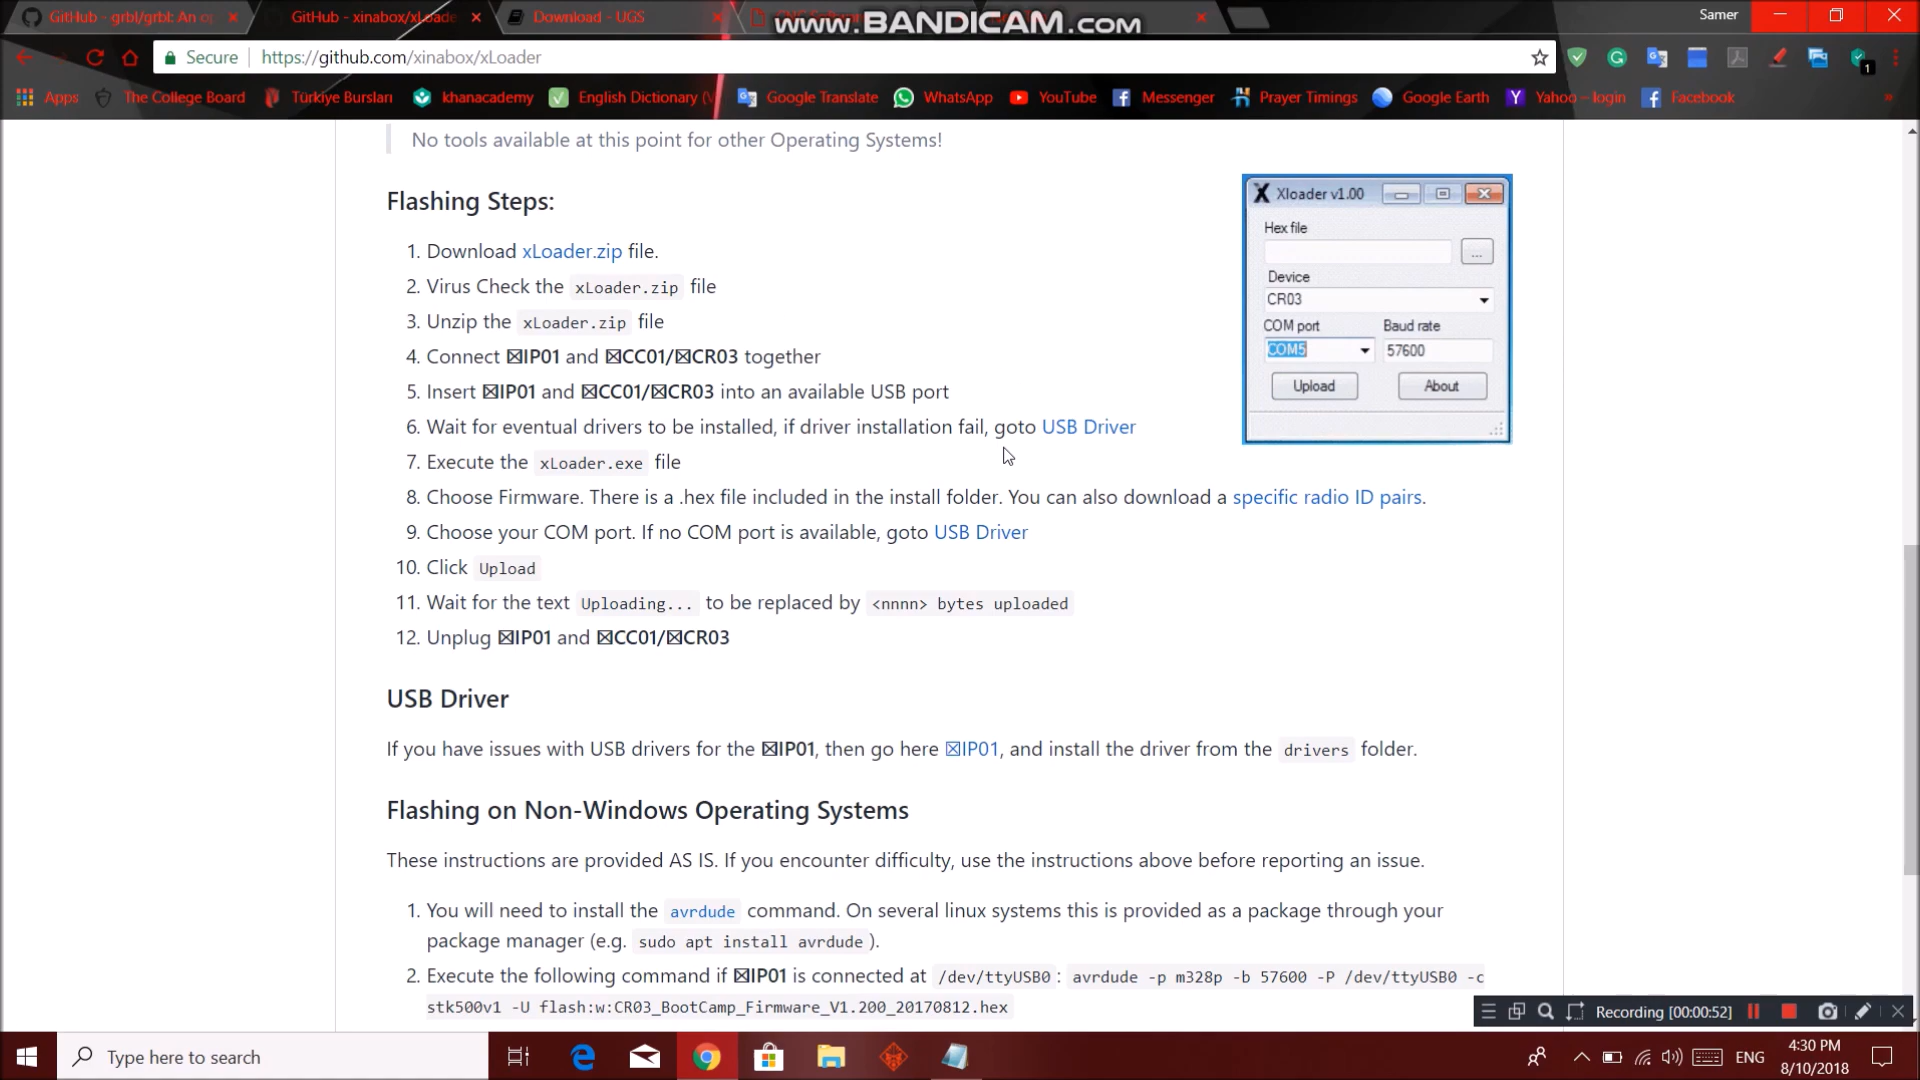 GitHub - grbl/grbl: An o
GitHub - xinabox/xLoade
Download - UGS
WWW.BANDICAM.COM
Samer
Secure
https://github.com/xinabox/xLoader
1
Apps
The College Board
Türkiye Bursları
khanacademy
English Dictionary (V
Google Translate
WhatsApp
YouTube
Messenger
Prayer Timings
Google Earth
Yahoo – login
Facebook
»
No tools available at this point for other Operating Systems!
Flashing Steps:
1. Download xLoader.zip file.
2. Virus Check the xLoader.zip file
3. Unzip the xLoader.zip file
4. Connect ☒IP01 and ☒CC01/☒CR03 together
5. Insert ☒IP01 and ☒CC01/☒CR03 into an available USB port
6. Wait for eventual drivers to be installed, if driver installation fail, goto USB Driver
7. Execute the xLoader.exe file
8. Choose Firmware. There is a .hex file included in the install folder. You can also download a specific radio ID pairs.
9. Choose your COM port. If no COM port is available, goto USB Driver
10. Click Upload
11. Wait for the text Uploading... to be replaced by <nnnn> bytes uploaded
12. Unplug ☒IP01 and ☒CC01/☒CR03
X Xloader v1.00
Hex file
...
Device
CR03
COM port Baud rate
COM5 57600
Upload About
USB Driver
If you have issues with USB drivers for the ☒IP01, then go here ☒IP01, and install the driver from the drivers folder.
Flashing on Non-Windows Operating Systems
These instructions are provided AS IS. If you encounter difficulty, use the instructions above before reporting an issue.
1. You will need to install the avrdude command. On several linux systems this is provided as a package through your
package manager (e.g. sudo apt install avrdude ).
2. Execute the following command if ☒IP01 is connected at /dev/ttyUSB0 : avrdude -p m328p -b 57600 -P /dev/ttyUSB0 -c
stk500v1 -U flash:w:CR03_BootCamp_Firmware_V1.200_20170812.hex
Recording [00:00:52]
Type here to search
ENG
4:30 PM
8/10/2018